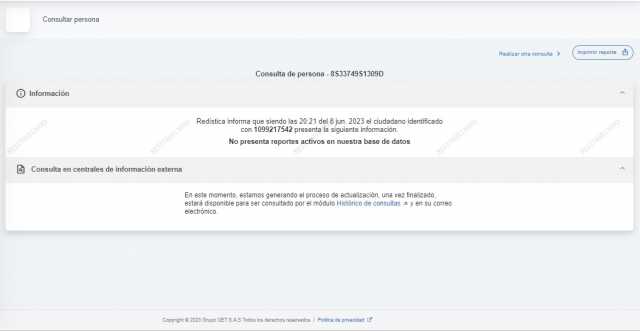 Consultar persona
Realizar otra consulta >
Imprimir reporte
Consulta de persona - 8S33749S1309D
Información
Redística informa que siendo las 20:21 del 8 jun. 2023 el ciudadano identificado
con 1099217542 presenta la siguiente información.
No presenta reportes activos en nuestra base de datos
Consulta en centrales de información externa
En este momento, estamos generando el proceso de actualización, una vez finalizado,
estará disponible para ser consultado por el módulo Histórico de consultas y en su correo
electrónico.
Copyright © 2023 Grupo OET S.A.S Todos los derechos reservados | Política de privacidad